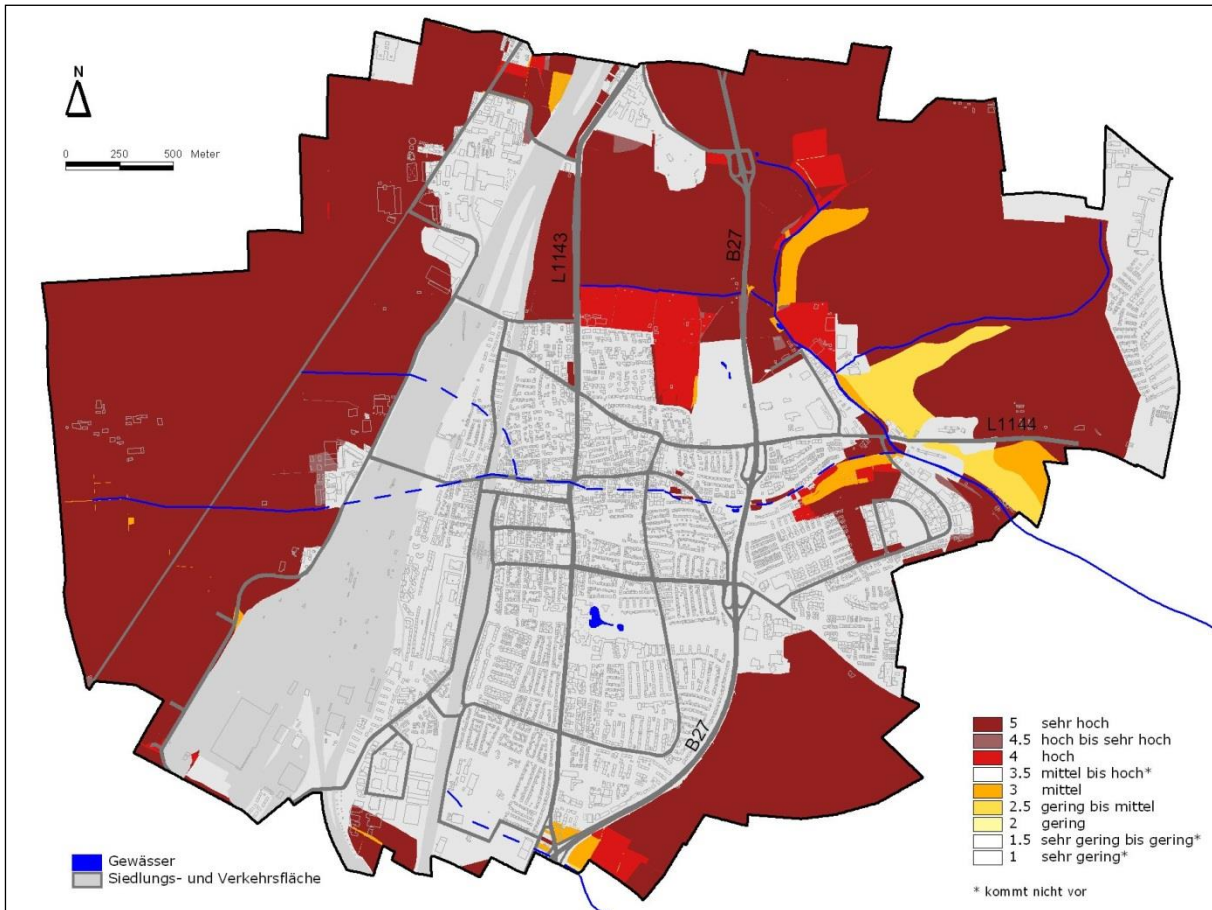 N
0 250 500 Meter
L1143
B27
L1144
B27
5 sehr hoch
4.5 hoch bis sehr hoch
4 hoch
3.5 mittel bis hoch*
3 mittel
2.5 gering bis mittel
2 gering
1.5 sehr gering bis gering*
1 sehr gering*
* kommt nicht vor
Gewässer
Siedlungs- und Verkehrsfläche